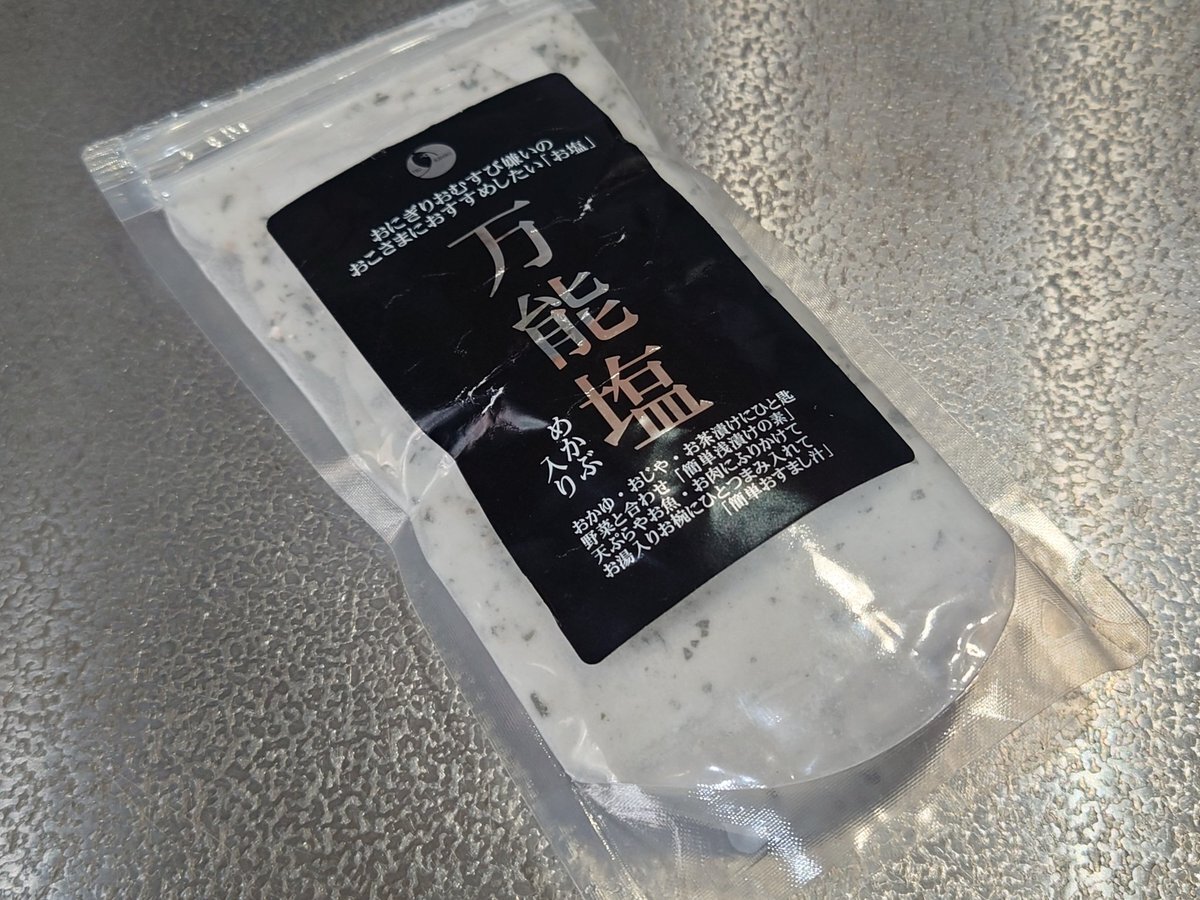 おにぎりおむすび嫌いの
おこさまにおすすめしたい「お塩」
万能塩
めかぶ
入り
おかゆ・おじや・お茶漬けにひと匙
野菜と合わせ「簡単浅漬けの素」
天ぷらやお魚・お肉にふりかけて
お湯入りお椀にひとつまみ入れて
「簡単おすまし汁」